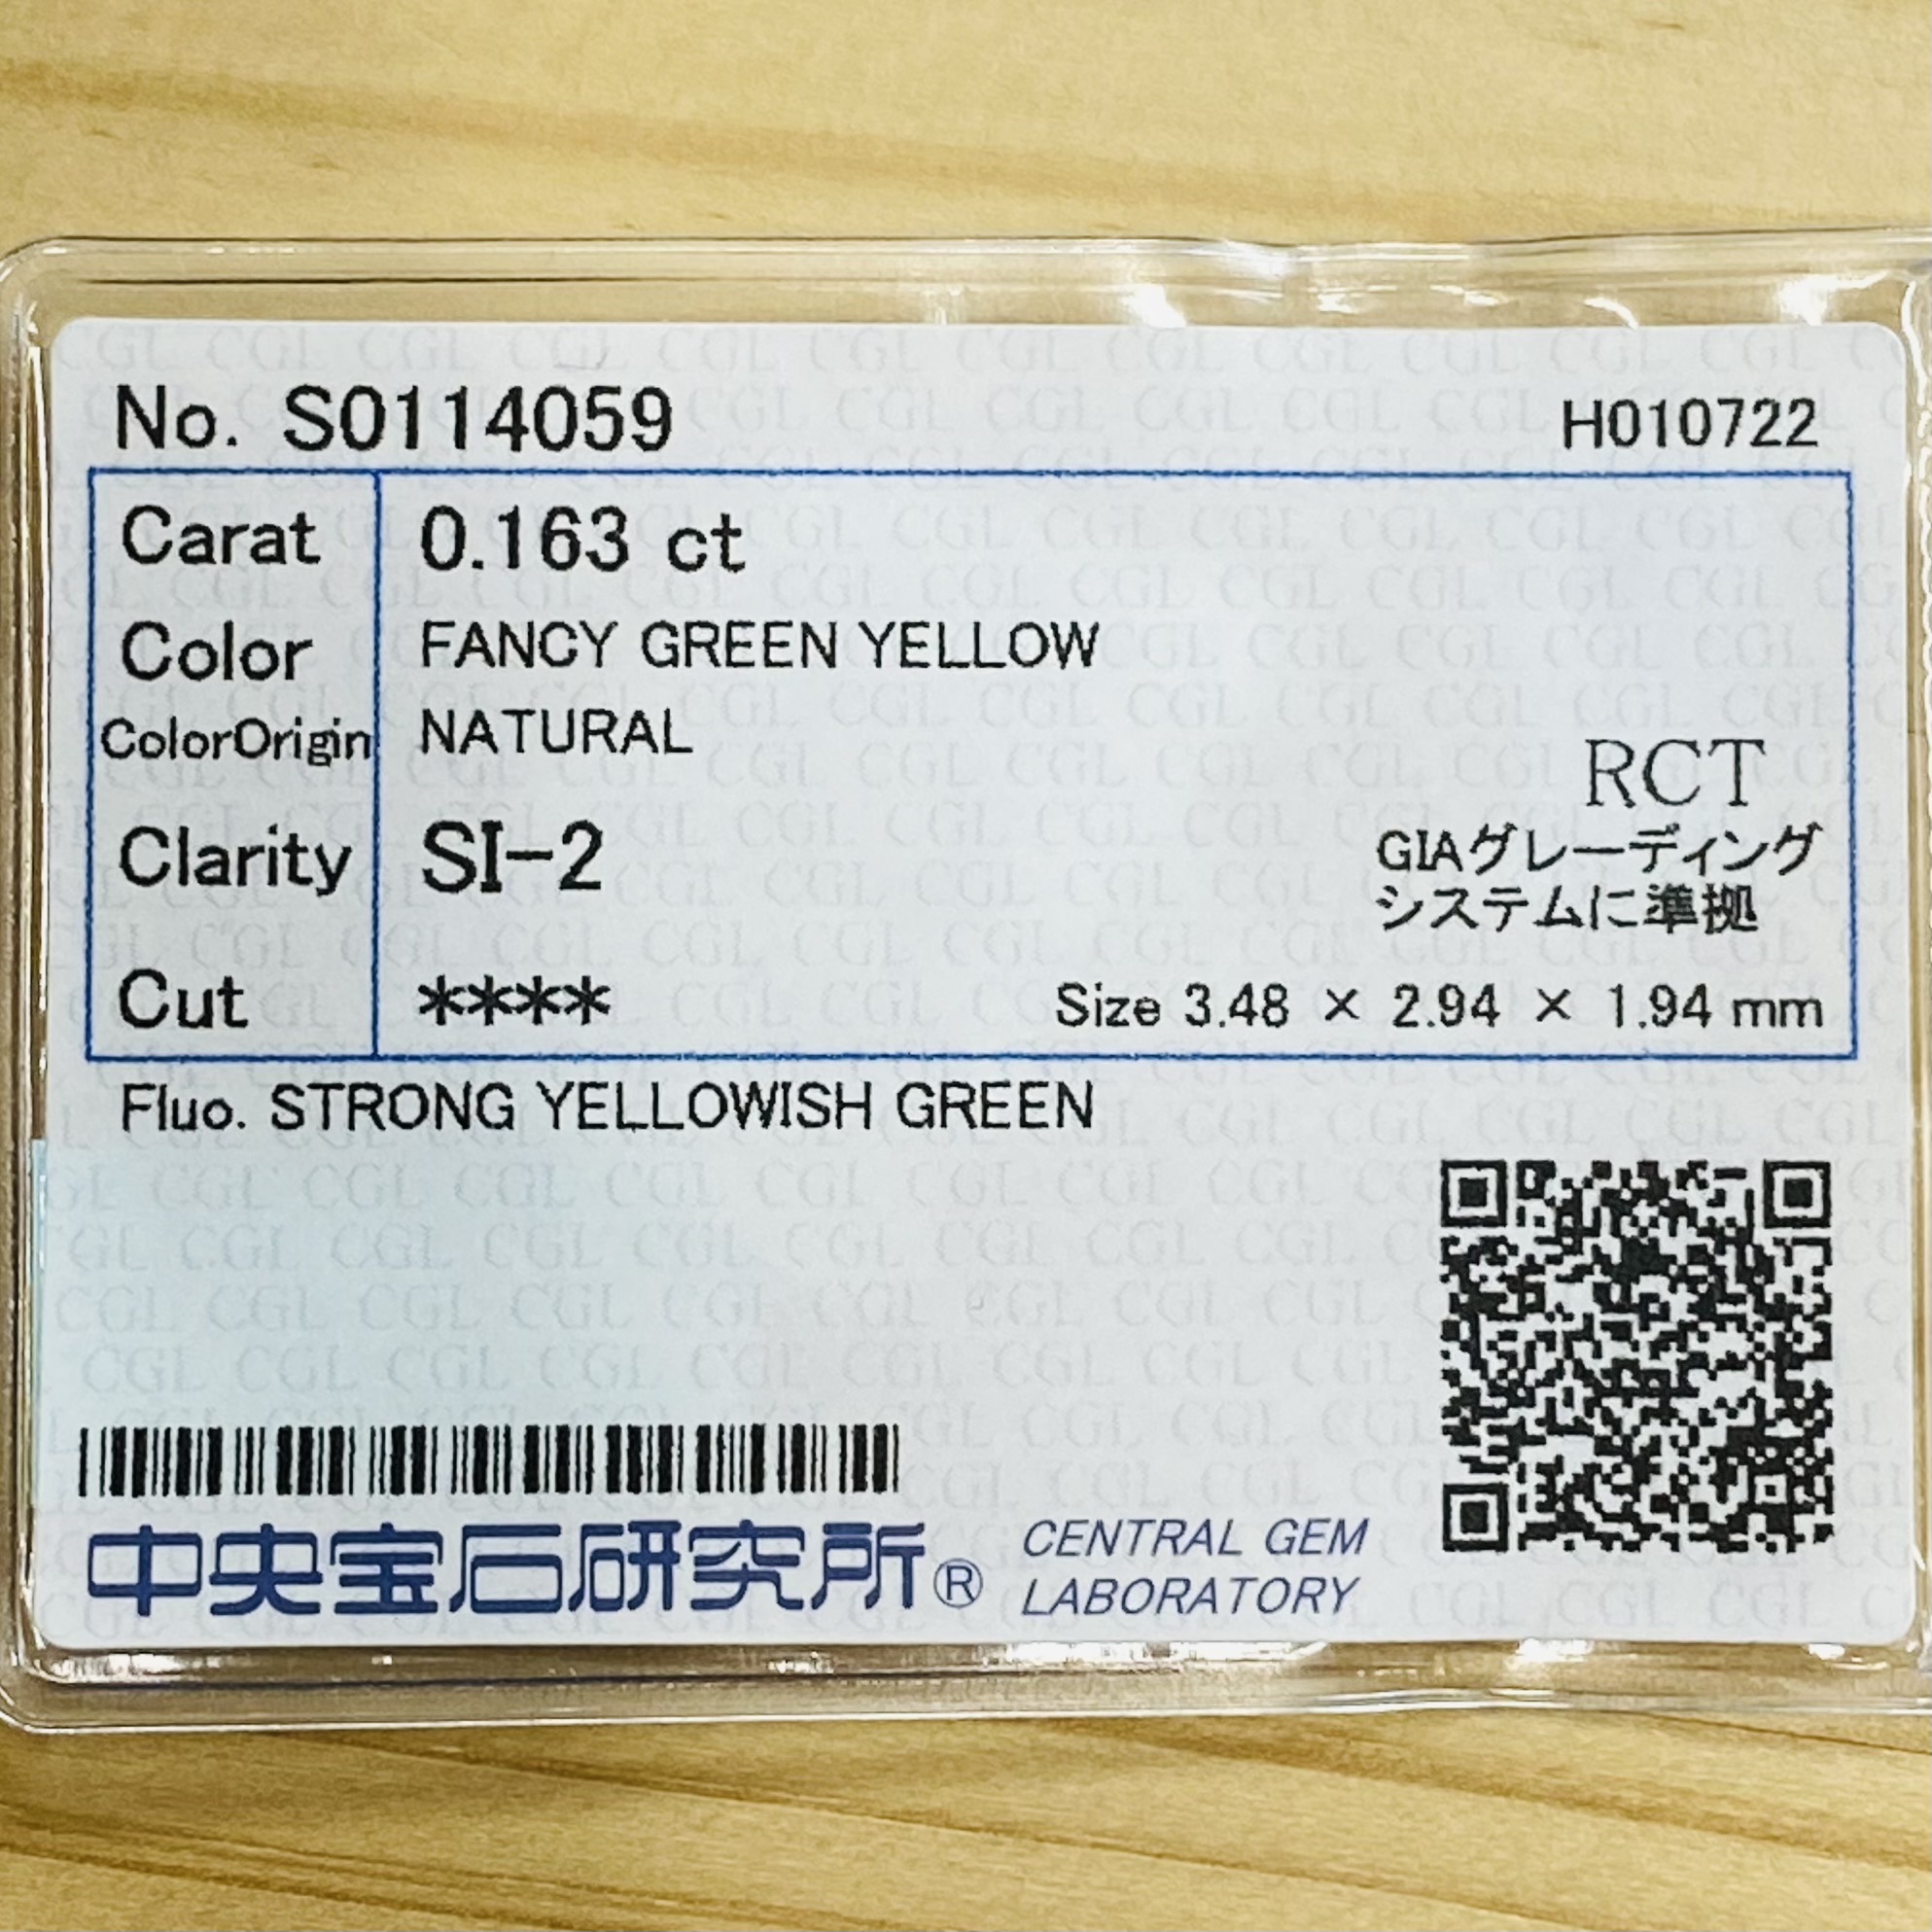 No. S0114059 H010722
Carat 0.163 ct
Color FANCY GREEN YELLOW
ColorOrigin NATURAL
RCT
Clarity SI-2
GIAグレーディング
システムに準拠
Cut **** Size 3.48 × 2.94 × 1.94 mm
Fluo. STRONG YELLOWISH GREEN
中央宝石研究所® CENTRAL GEM
LABORATORY